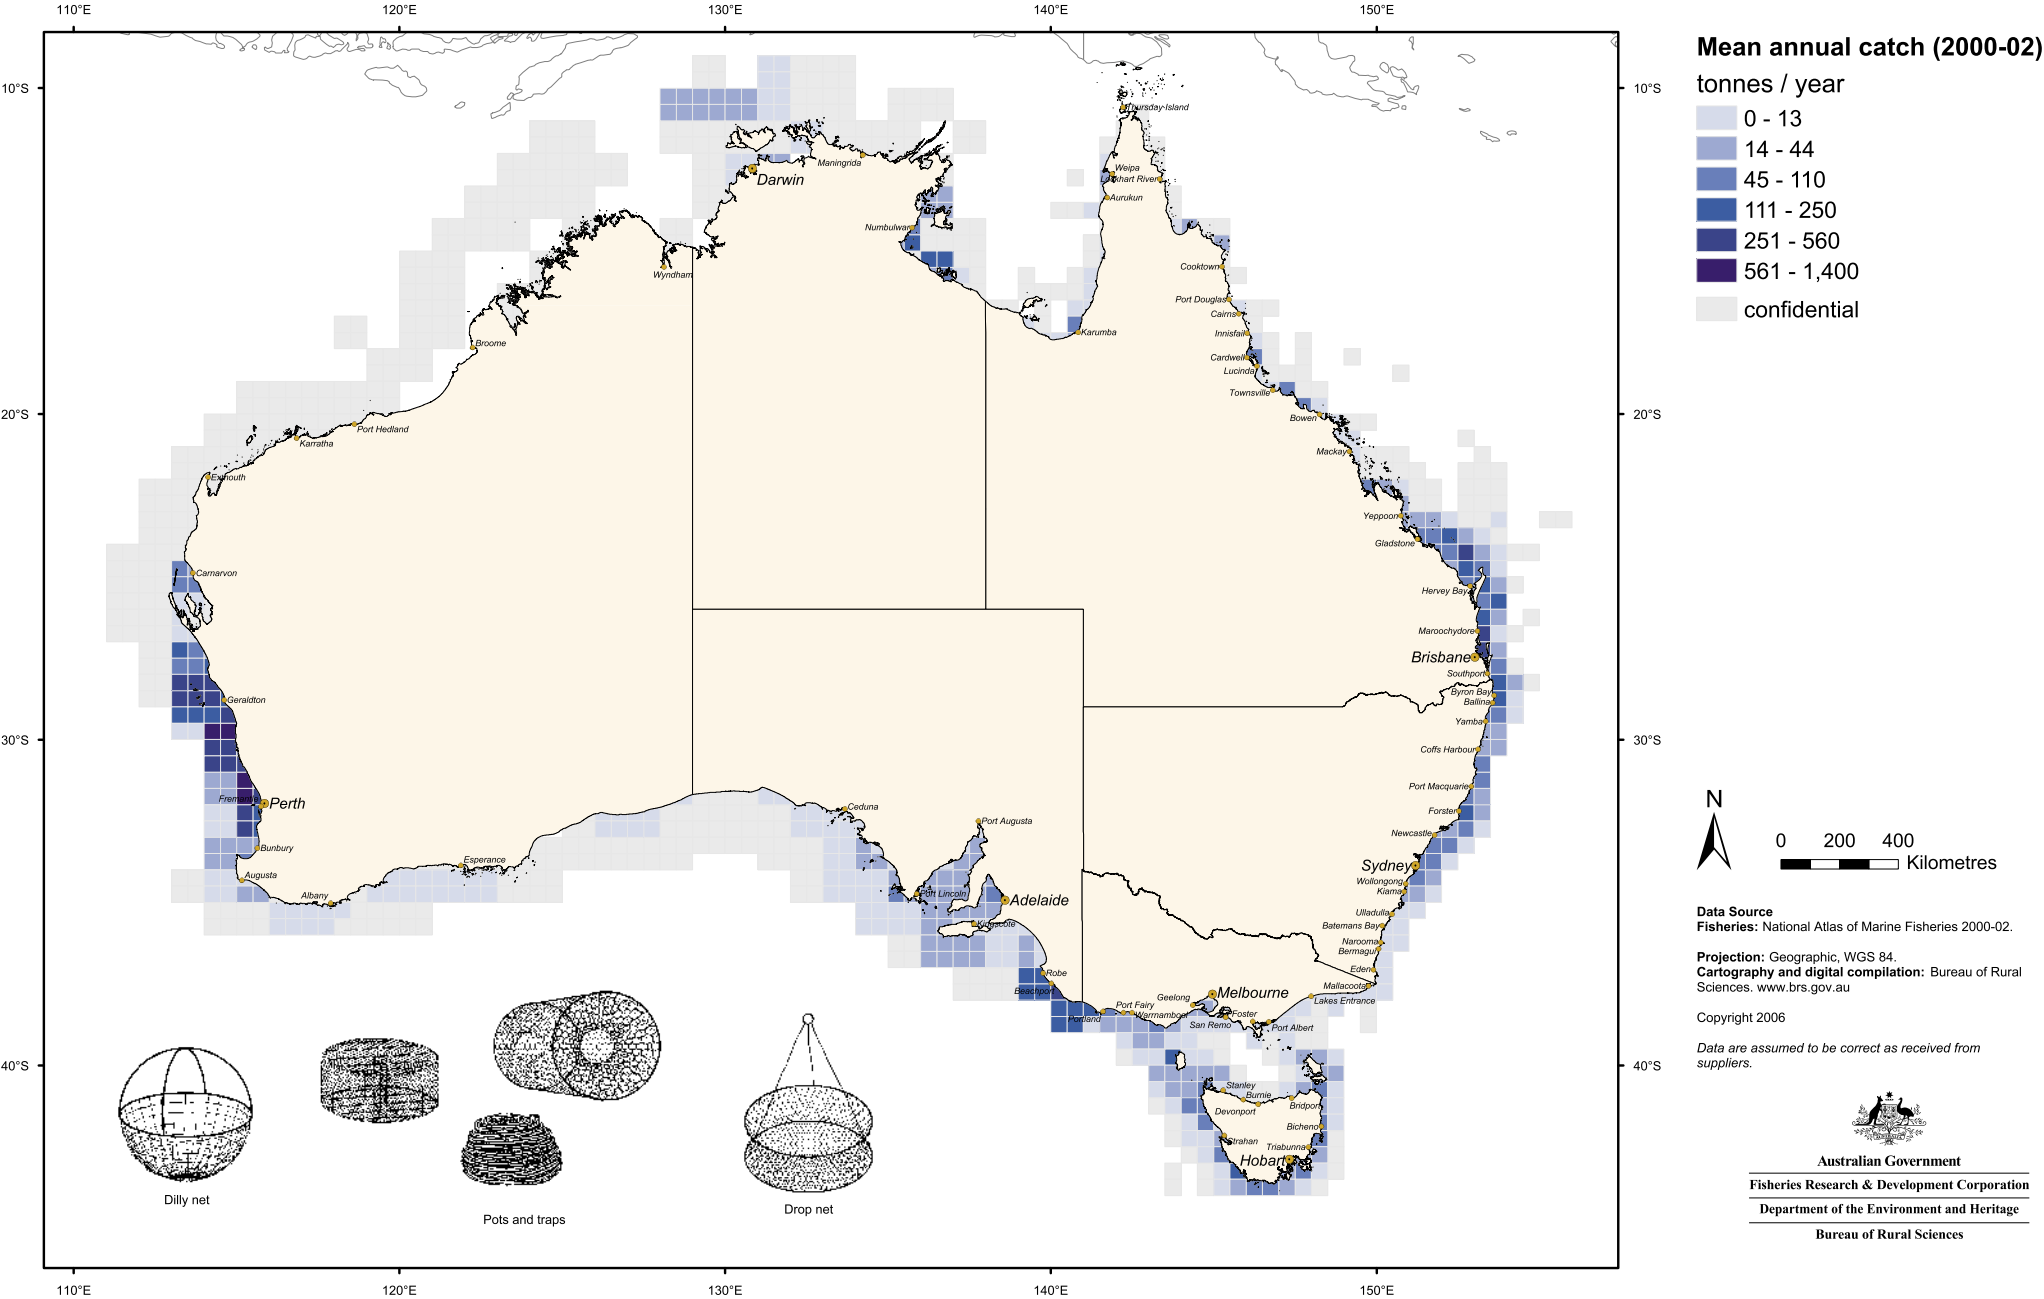 110°E
120°E
130°E
140°E
150°E
10°S
10°S
20°S
20°S
30°S
30°S
40°S
40°S
110°E
120°E
130°E
140°E
150°E
Thursday Island
Maningrida
Darwin
Weipa
Lockhart River
Aurukun
Numbulwar
Wyndham
Cooktown
Port Douglas
Cairns
Karumba
Innisfail
Broome
Cardwell
Lucinda
Townsville
Bowen
Port Hedland
Karratha
Mackay
Exmouth
Yeppoon
Gladstone
Carnarvon
Hervey Bay
Maroochydore
Brisbane
Southport
Byron Bay
Ballina
Geraldton
Yamba
Coffs Harbour
Port Macquarie
Fremantle
Perth
Ceduna
Forster
Port Augusta
Newcastle
Bunbury
Esperance
Sydney
Augusta
Wollongong
Albany
Port Lincoln
Kiama
Adelaide
Ulladulla
Kingscote
Batemans Bay
Narooma
Bermagui
Eden
Robe
Mallacoota
Beachport
Melbourne
Geelong
Lakes Entrance
Port Fairy
Portland
Warrnambool
Foster
San Remo
Port Albert
Stanley
Burnie
Devonport
Bridport
Bicheno
Strahan
Triabunna
Hobart
Dilly net
Pots and traps
Drop net
Mean annual catch (2000-02)
tonnes / year
0 - 13
14 - 44
45 - 110
111 - 250
251 - 560
561 - 1,400
confidential
N
0 200 400
Kilometres
Data Source
Fisheries: National Atlas of Marine Fisheries 2000-02.
Projection: Geographic, WGS 84.
Cartography and digital compilation: Bureau of Rural
Sciences. www.brs.gov.au
Copyright 2006
Data are assumed to be correct as received from
suppliers.
Australian Government
Fisheries Research & Development Corporation
Department of the Environment and Heritage
Bureau of Rural Sciences